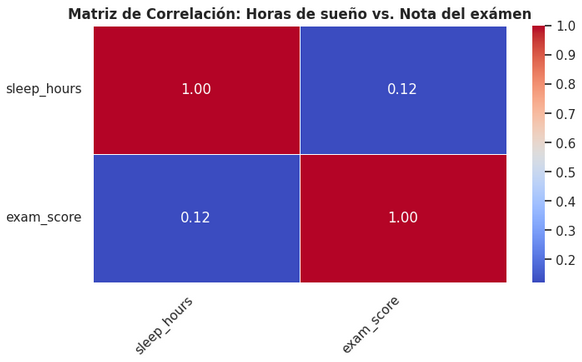 Matriz de Correlación: Horas de sueño vs. Nota del exámen
sleep_hours
1.00
0.12
exam_score
0.12
1.00
sleep_hours
exam_score
1.0
0.9
0.8
0.7
0.6
0.5
0.4
0.3
0.2